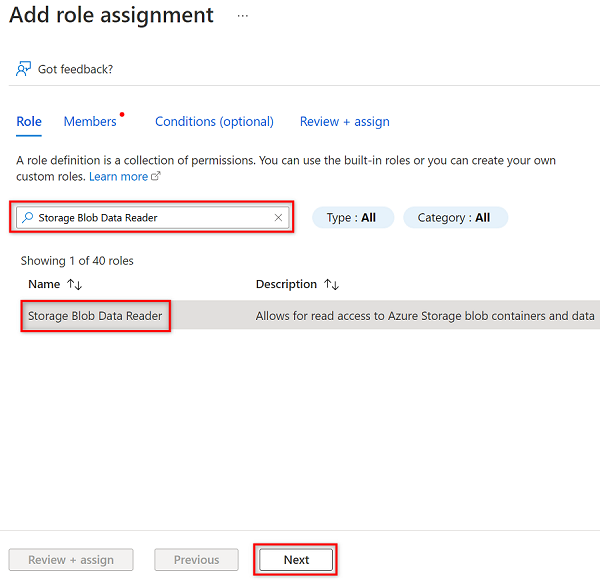 Add role assignment ...
Got feedback?
Role Members Conditions (optional) Review + assign
A role definition is a collection of permissions. You can use the built-in roles or you can create your own
custom roles. Learn more
Storage Blob Data Reader Type : All Category : All
Showing 1 of 40 roles
Name ↑↓ Description ↑↓
Storage Blob Data Reader Allows for read access to Azure Storage blob containers and data
Review + assign Previous Next